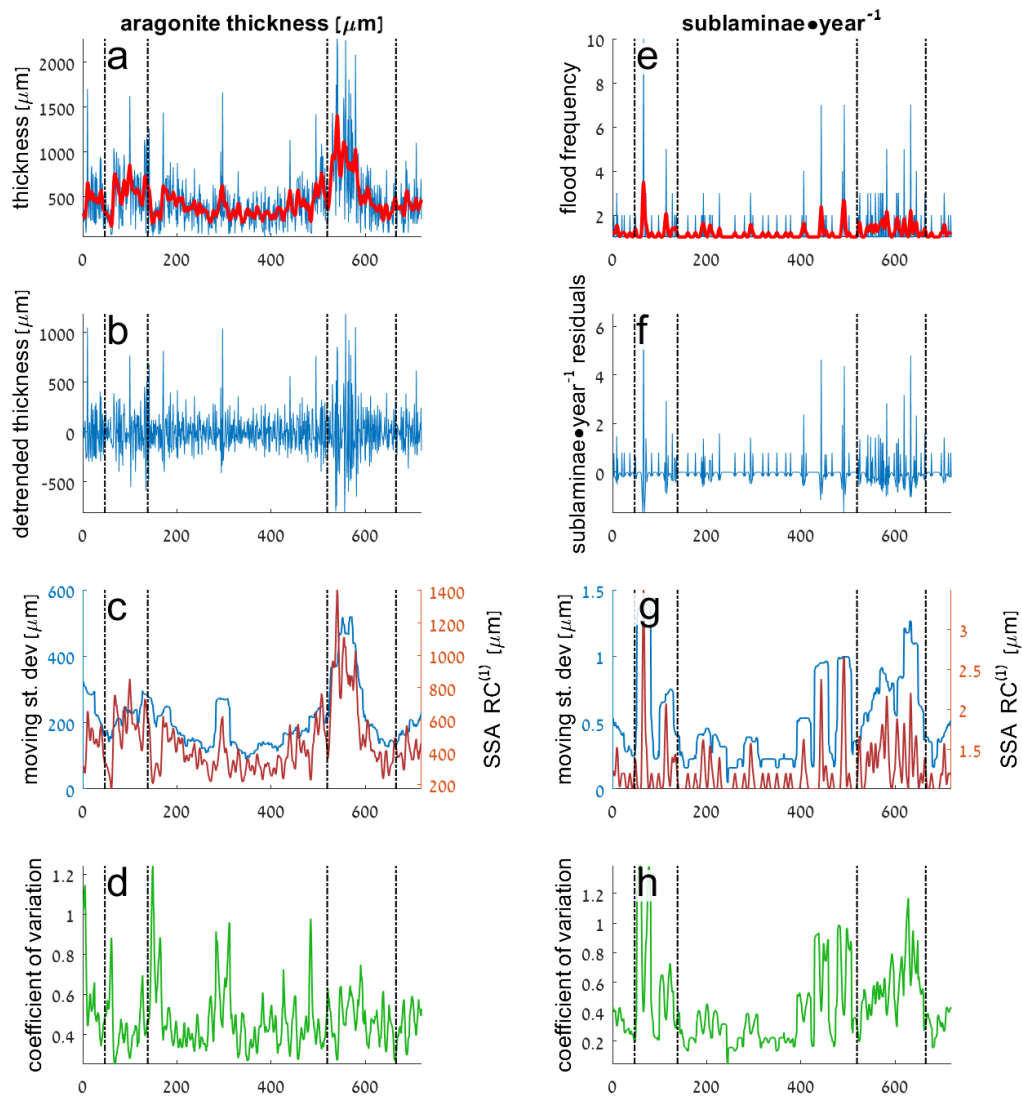 aragonite thickness [μm]
a
thickness [μm]
2000
1500
1000
500
0 200 400 600
b
detrended thickness [μm]
1000
500
0
-500
0 200 400 600
c
moving st. dev [μm]
600
400
200
0
1400
1200
1000
800
600
400
200
SSA RC(1) [μm]
0 200 400 600
d
coefficient of variation
1.2
1
0.8
0.6
0.4
0 200 400 600
sublaminae●year-1
e
flood frequency
10
8
6
4
2
0 200 400 600
f
sublaminae●year-1 residuals
6
4
2
0
0 200 400 600
g
moving st. dev [μm]
1.5
1
0.5
0
3
2.5
2
1.5
SSA RC(1) [μm]
0 200 400 600
h
coefficient of variation
1.2
1
0.8
0.6
0.4
0.2
0 200 400 600